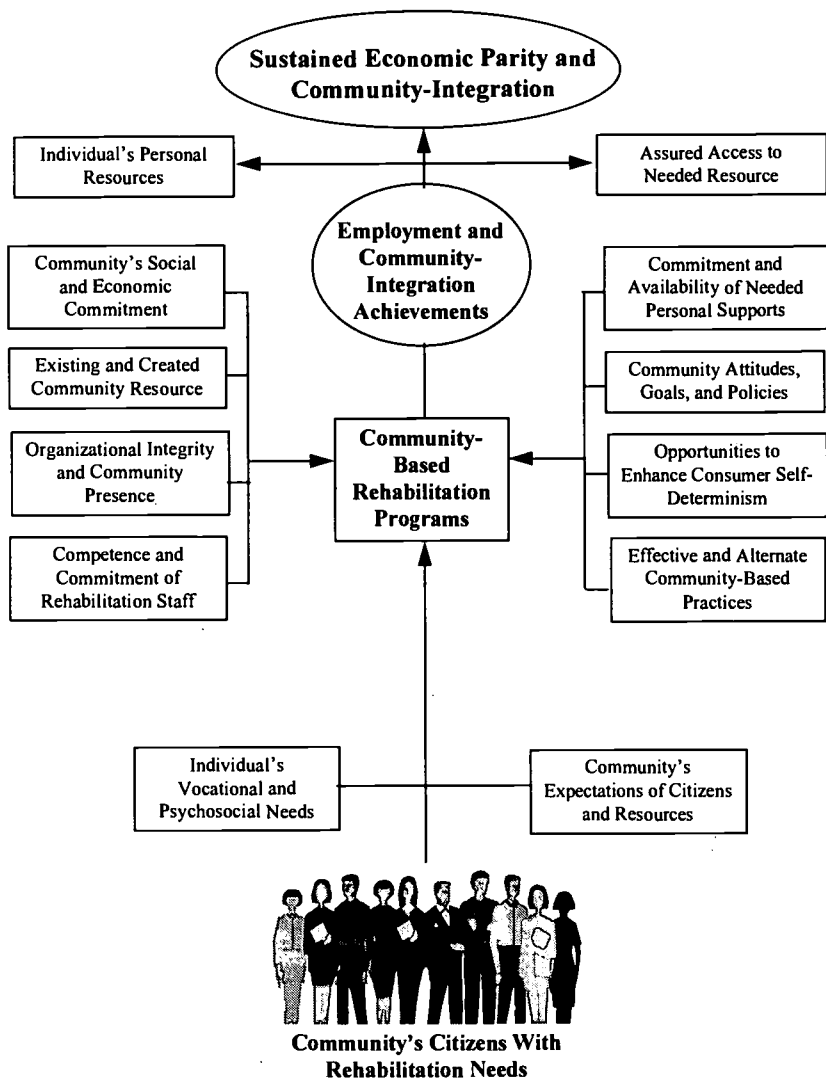 Sustained Economic Parity and
Community-Integration
Individual's Personal
Resources
Assured Access to
Needed Resource
Employment and
Community-
Integration
Achievements
Community's Social
and Economic
Commitment
Existing and Created
Community Resource
Organizational Integrity
and Community
Presence
Competence and
Commitment of
Rehabilitation Staff
Community-
Based
Rehabilitation
Programs
Commitment and
Availability of Needed
Personal Supports
Community Attitudes,
Goals, and Policies
Opportunities to
Enhance Consumer Self-
Determinism
Effective and Alternate
Community-Based
Practices
Individual's
Vocational and
Psychosocial Needs
Community's
Expectations of Citizens
and Resources
Community's Citizens With
Rehabilitation Needs